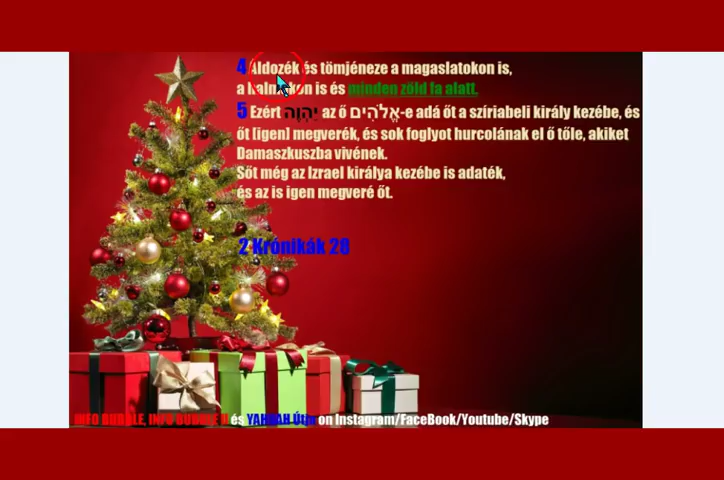 4 Áldozék és tömjéneze a magaslatokon is,
a halmokon is és minden zöld fa alatt.
5 Ezért יְהֹוָה az ő אֱלֹהִים-e adá őt a szíriabeli király kezébe, és
őt [igen] megverék, és sok foglyot hurcolának el ő tőle, akiket
Damaszkuszba vivének.
Sőt még az Izrael királya kezébe is adaték,
és az is igen megveré őt.
2 Krónikák 28
INFO BUBBLE, INFO BUBBLE II és YAHUAH Útja on Instagram/FaceBook/Youtube/Skype